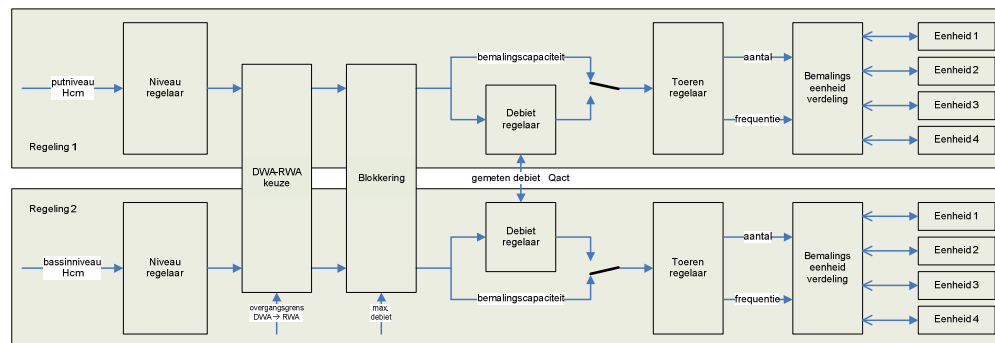 putniveau
Hcm
Niveau
regelaar
DWA-RWA
keuze
Blokkering
bemalingscapaciteit
Debiet
regelaar
Toeren
regelaar
aantal
frequentie
Bemalings
eenheid
verdeling
Eenheid 1
Eenheid 2
Eenheid 3
Eenheid 4
Regeling 1
gemeten debiet Qact
Regeling 2
bassinniveau
Hcm
Niveau
regelaar
Debiet
regelaar
bemalingscapaciteit
Toeren
regelaar
aantal
frequentie
Bemalings
eenheid
verdeling
Eenheid 1
Eenheid 2
Eenheid 3
Eenheid 4
overgangsgrens
DWA → RWA
max.
debiet